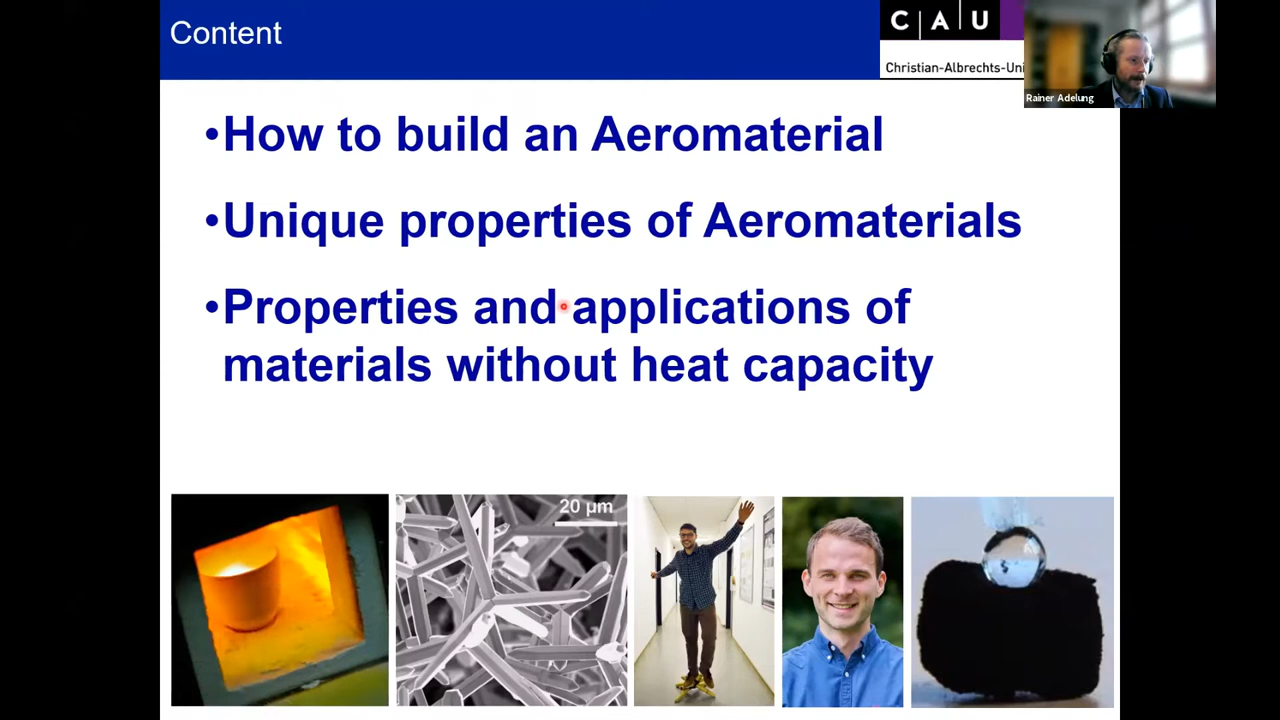 Content
C A U
Christian-Albrechts-Uni
Rainer Adelung
•How to build an Aeromaterial
•Unique properties of Aeromaterials
•Properties and applications of
materials without heat capacity
20 µm